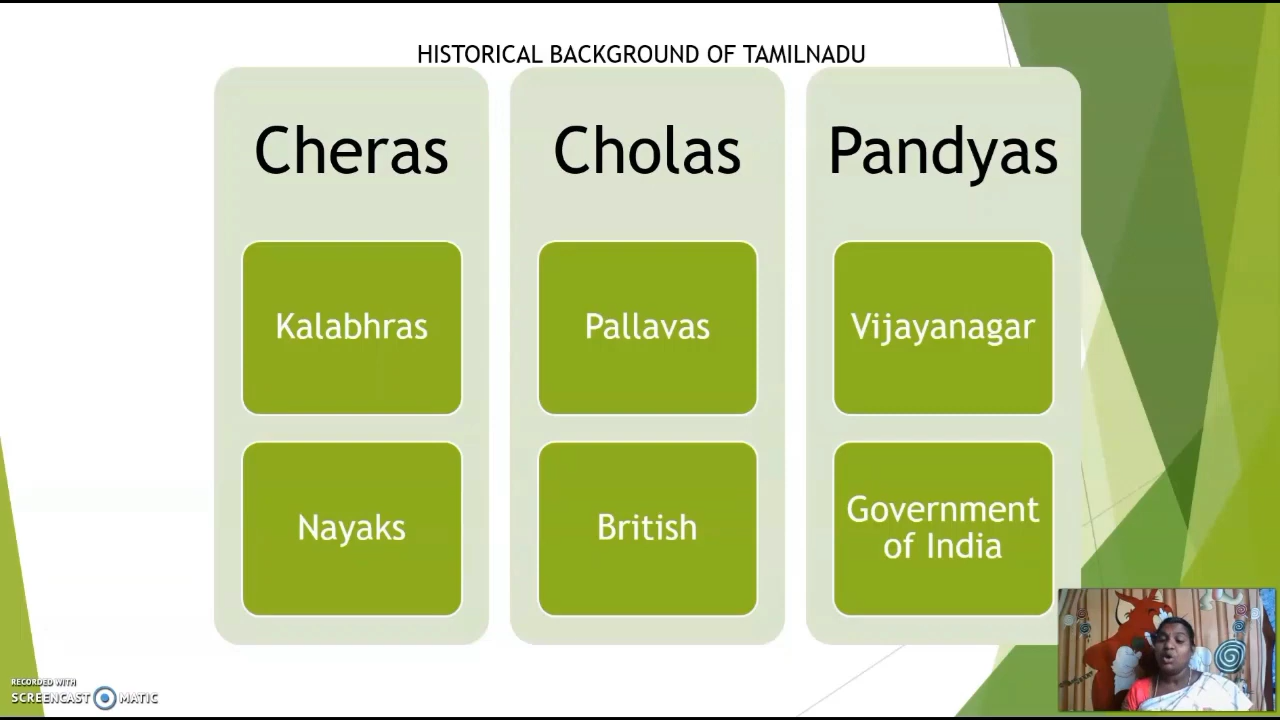 HISTORICAL BACKGROUND OF TAMILNADU
Cheras
Cholas
Pandyas
Kalabhras
Pallavas
Vijayanagar
Nayaks
British
Government
of India
RECORDED WITH
SCREENCAST MATIC